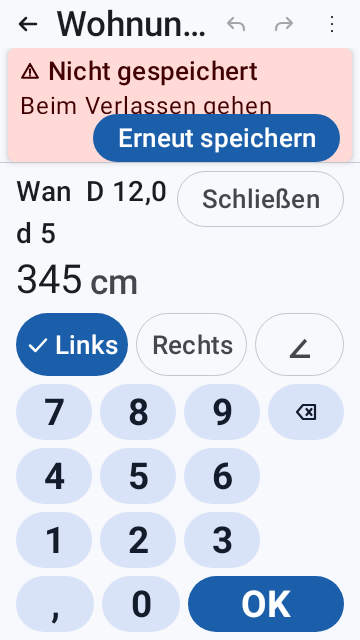 Wohnun...
Nicht gespeichert
Beim Verlassen gehen
Erneut speichern
Wan D 12,0
d 5
Schließen
345 cm
Links
Rechts
7 8 9
4 5 6
1 2 3
, 0 OK